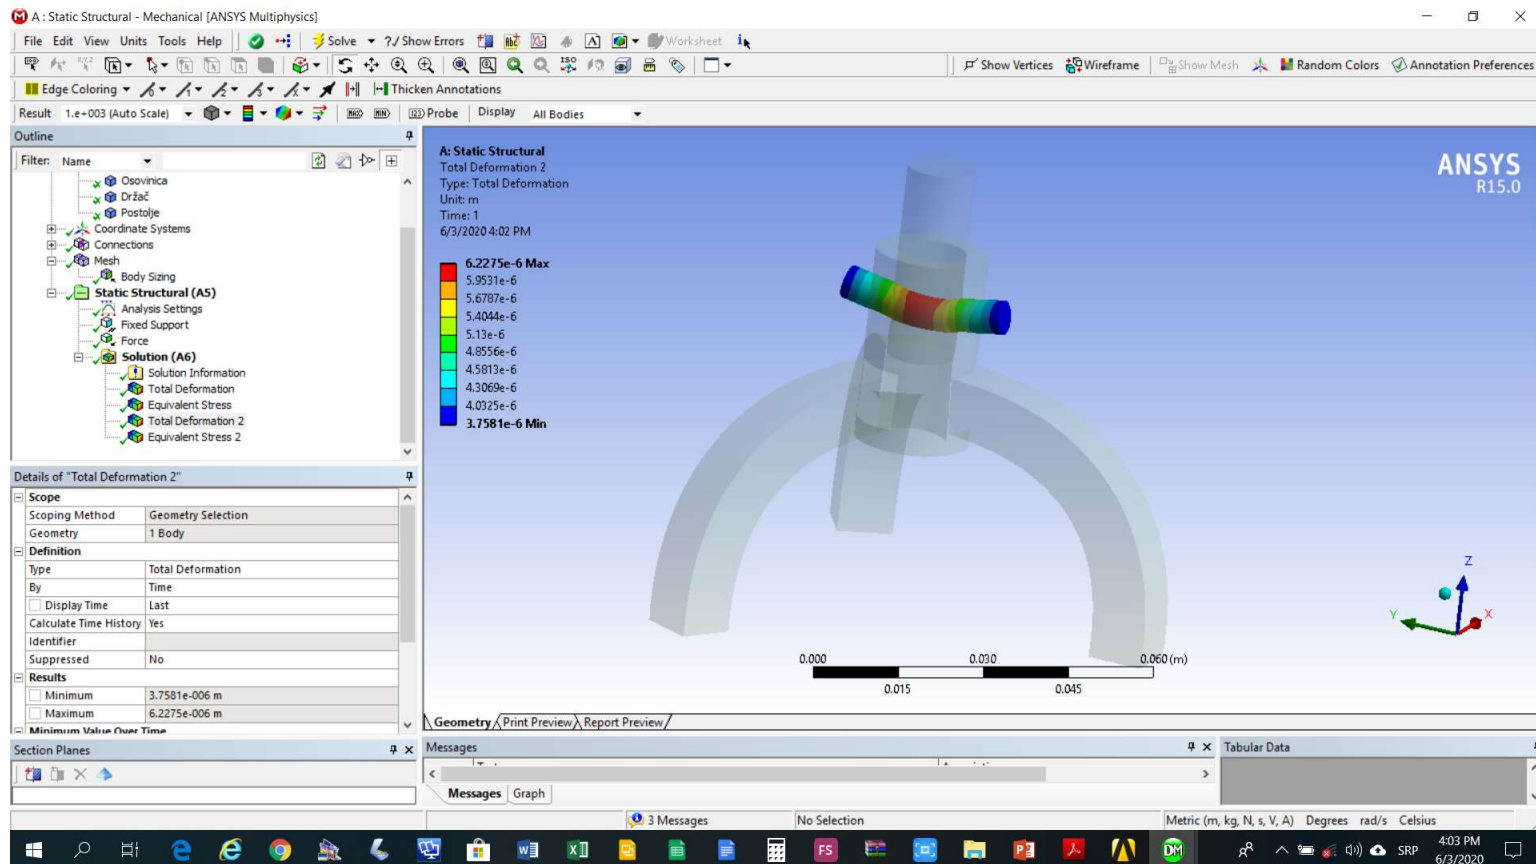 A : Static Structural - Mechanical [ANSYS Multiphysics]
File Edit View Units Tools Help Solve ?/ Show Errors Worksheet
Show Vertices Wireframe Show Mesh Random Colors Annotation Preferences
Edge Coloring Thicken Annotations
Result 1.e+003 (Auto Scale) MAX MIN Probe Display All Bodies
Outline
Filter: Name
Osovinica
Držač
Postolje
Coordinate Systems
Connections
Mesh
Body Sizing
Static Structural (A5)
Analysis Settings
Fixed Support
Force
Solution (A6)
Solution Information
Total Deformation
Equivalent Stress
Total Deformation 2
Equivalent Stress 2
Details of "Total Deformation 2"
Scope
Scoping Method Geometry Selection
Geometry 1 Body
Definition
Type Total Deformation
By Time
Display Time Last
Calculate Time History Yes
Identifier
Suppressed No
Results
Minimum 3.7581e-006 m
Maximum 6.2275e-006 m
Minimum Value Over Time
Section Planes
A: Static Structural
Total Deformation 2
Type: Total Deformation
Unit: m
Time: 1
6/3/2020 4:02 PM
6.2275e-6 Max
5.9531e-6
5.6787e-6
5.4044e-6
5.13e-6
4.8556e-6
4.5813e-6
4.3069e-6
4.0325e-6
3.7581e-6 Min
ANSYS
R15.0
Z
Y
X
0.000 0.030 0.060 (m)
0.015 0.045
Geometry Print Preview Report Preview
Messages
Tabular Data
Messages Graph
3 Messages No Selection Metric (m, kg, N, s, V, A) Degrees rad/s Celsius
FS DM SRP 4:03 PM
6/3/2020